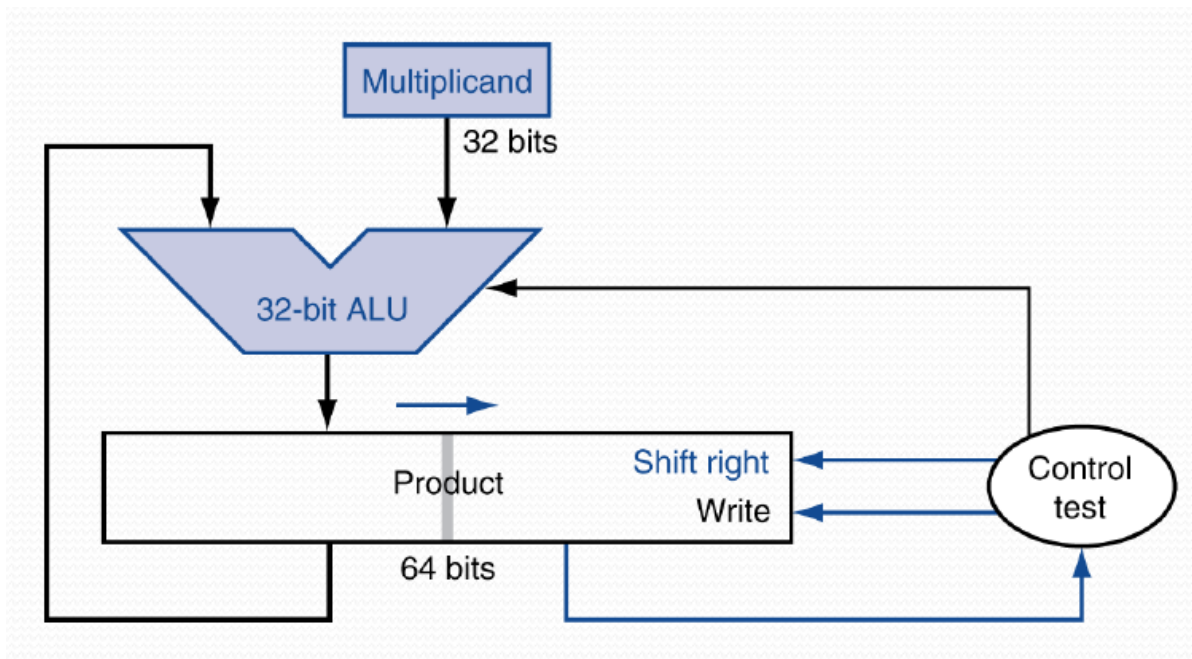 Multiplicand
32 bits
32-bit ALU
Product
Shift right
Write
64 bits
Control
test